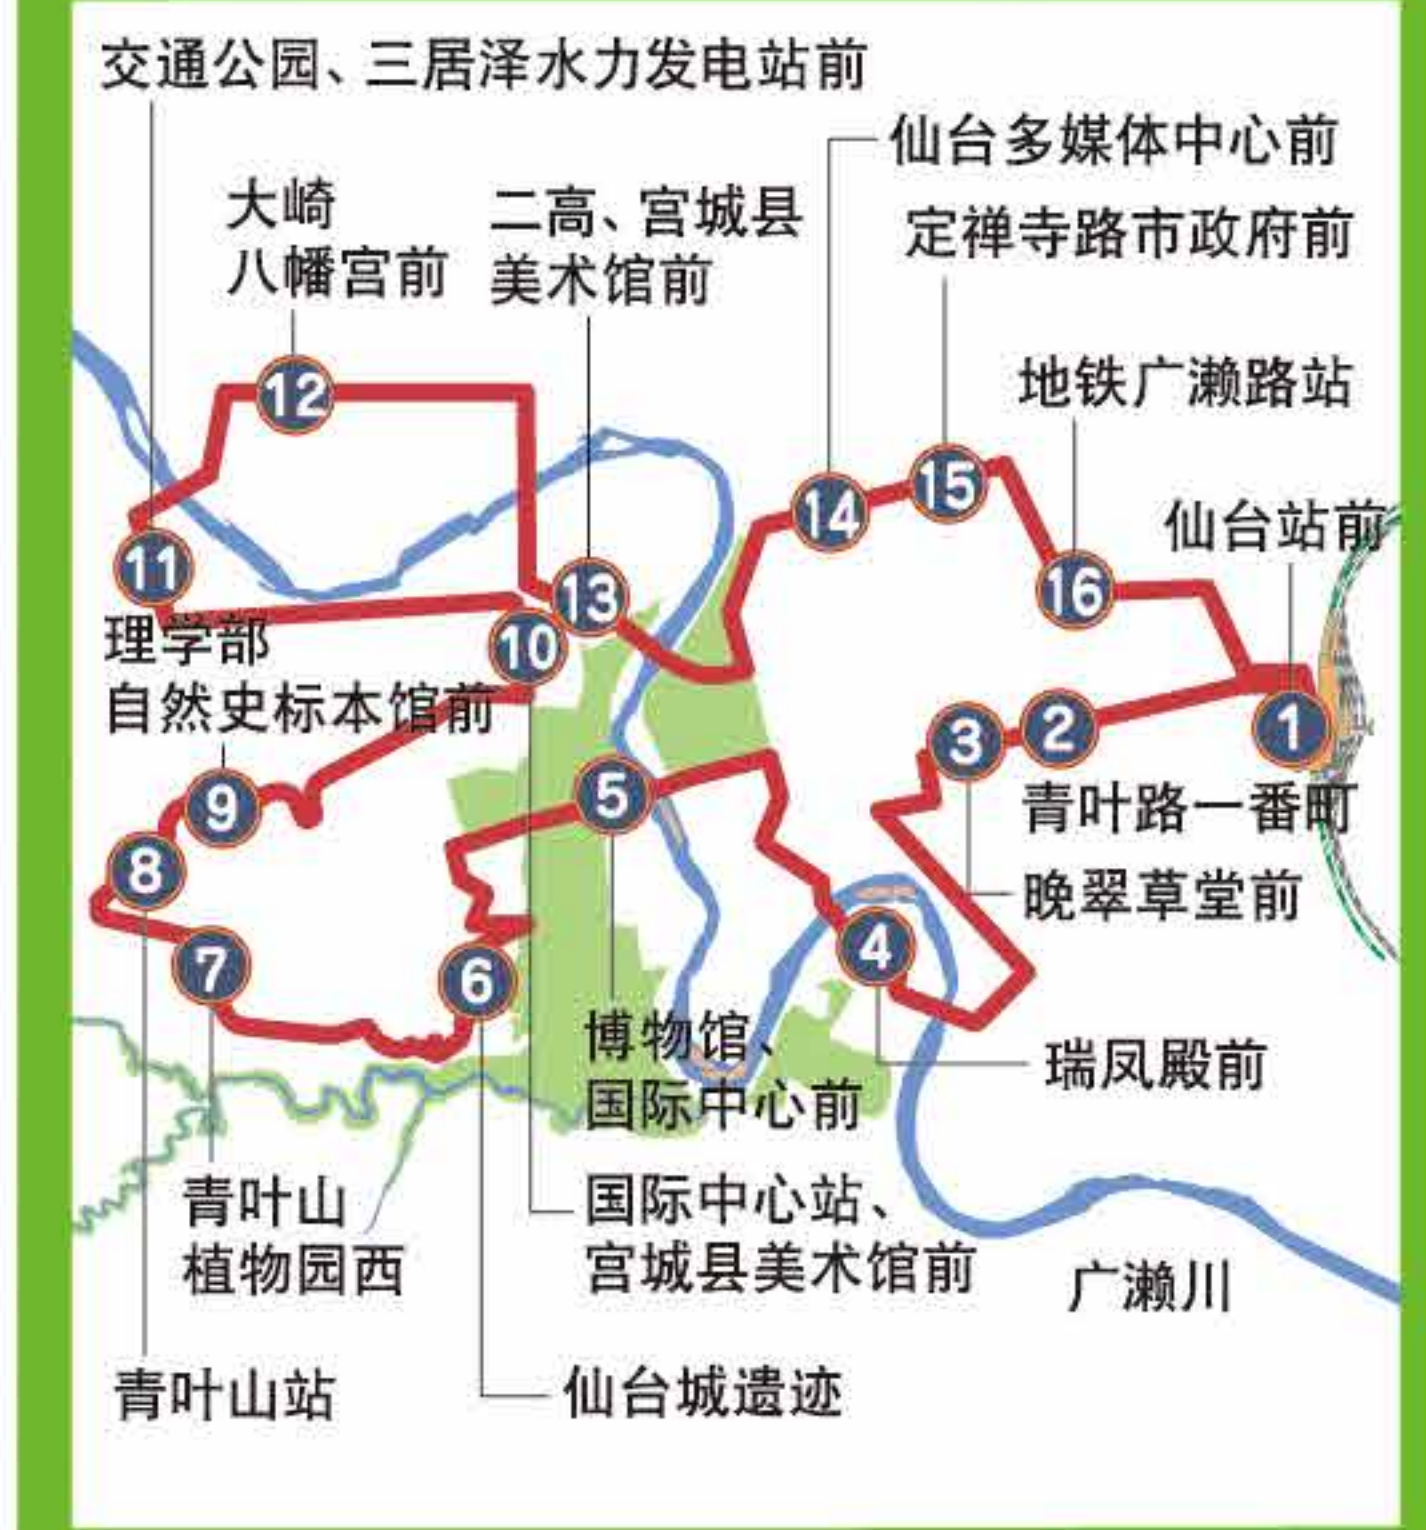 交通公园、三居泽水力发电站前
仙台多媒体中心前
大崎
八幡宫前
二高、宫城县
美术馆前
定禅寺路市政府前
地铁广濑路站
仙台站前
12
15
14
11
13
16
10
理学部
自然史标本馆前
1
2
3
5
9
青叶路一番町
8
晚翠草堂前
4
7
6
博物馆、
国际中心前
瑞凤殿前
青叶山
植物园西
国际中心站、
宫城县美术馆前
广濑川
青叶山站
仙台城遗迹